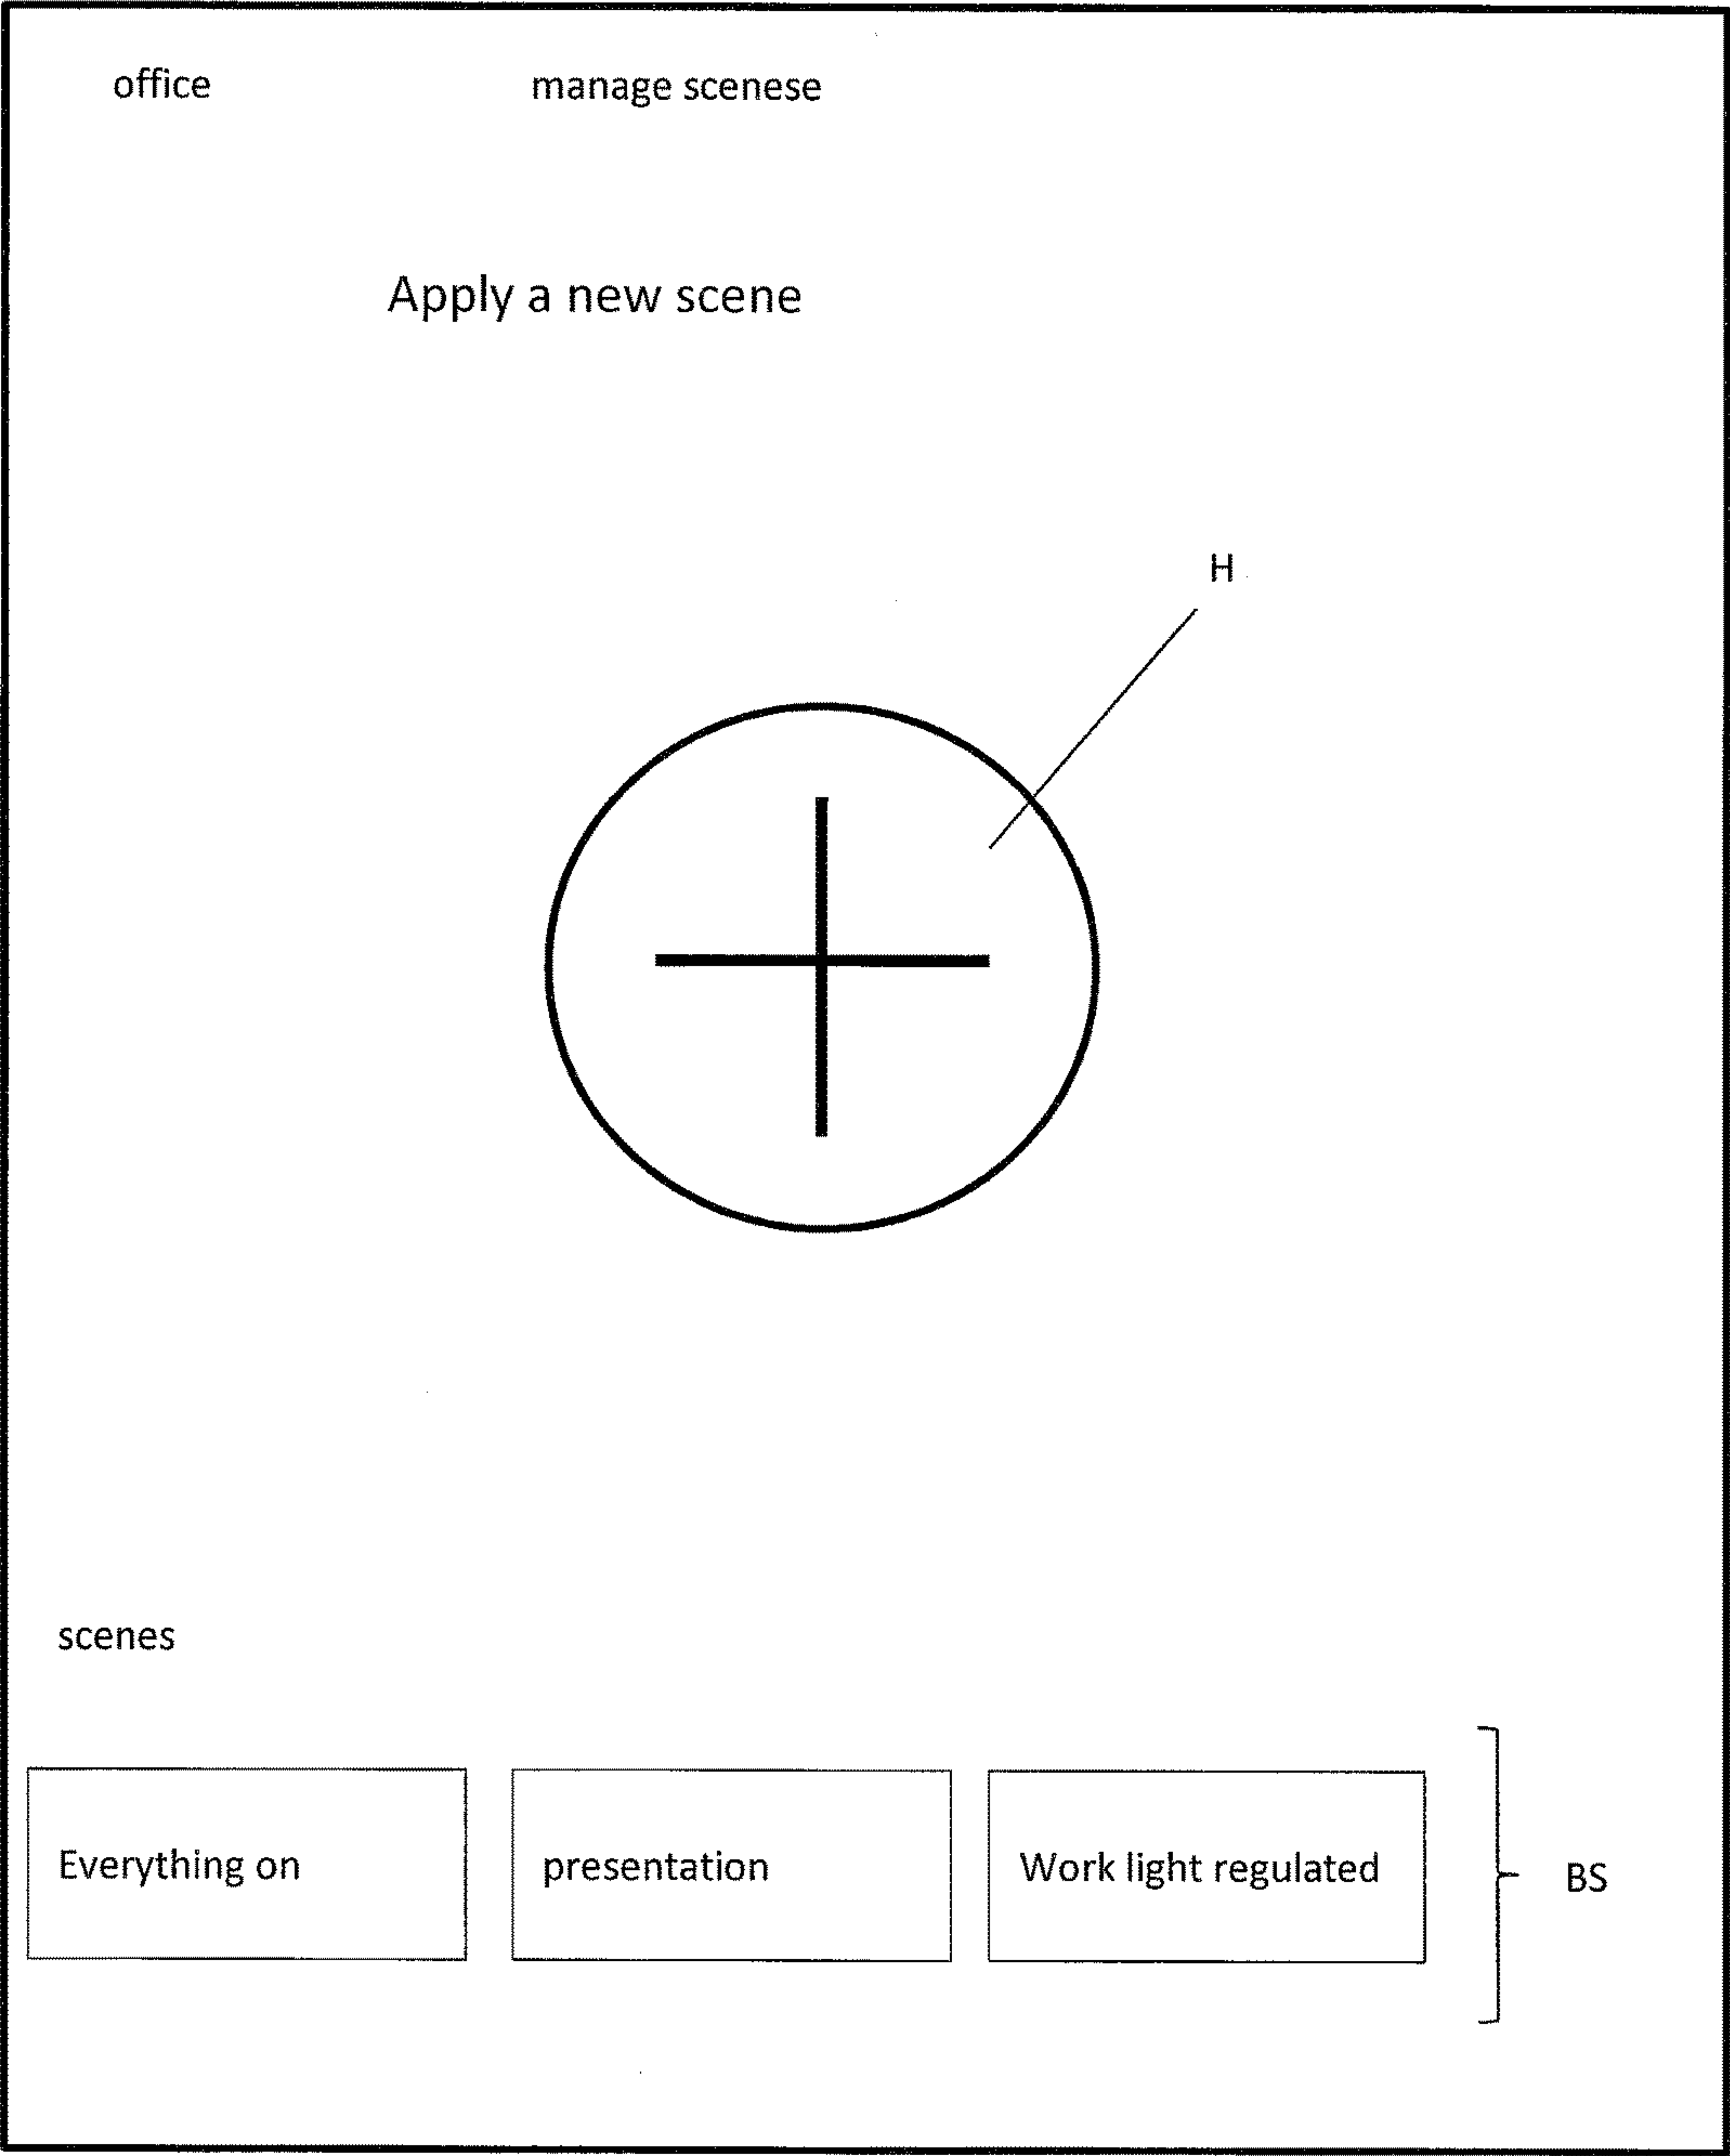 office manage scenese
Apply a new scene
H
scenes
Everything on presentation Work light regulated BS